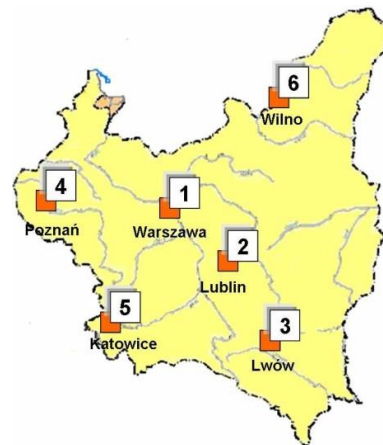 6
Wilno
4
Poznań
1
Warszawa
2
Lublin
5
Katowice
3
Lwów